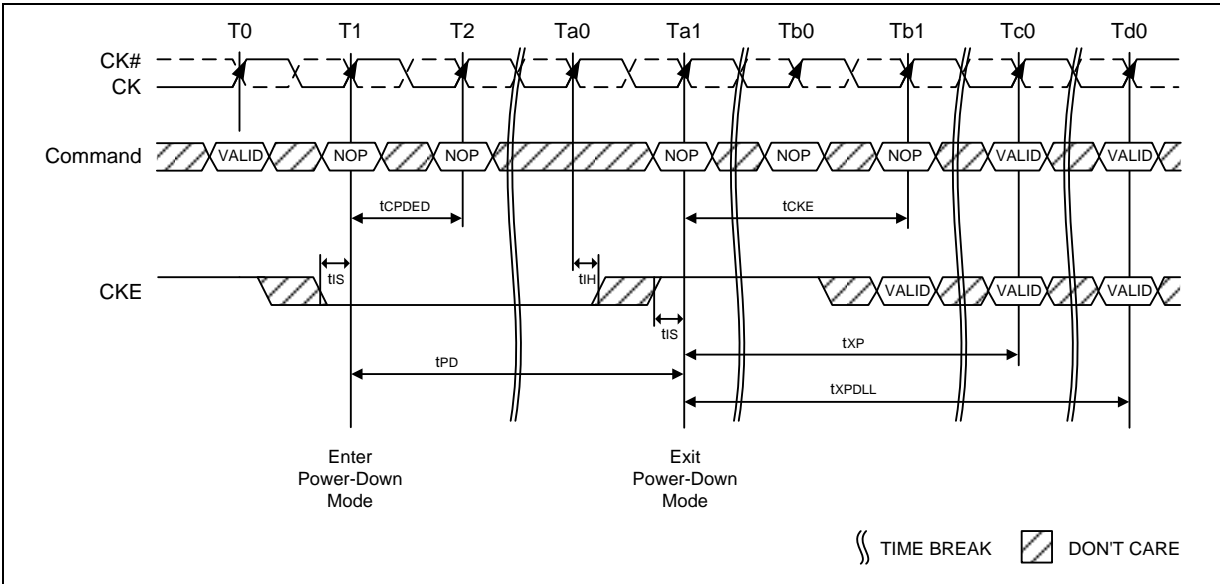 T0 T1 T2 Ta0 Ta1 Tb0 Tb1 Tc0 Td0
CK#
CK
Command VALID NOP NOP NOP NOP NOP VALID VALID
tCPDED tCKE
tIS tIH
CKE VALID VALID VALID
tIS
tXP
tPD
tXPDLL
Enter
Power-Down
Mode
Exit
Power-Down
Mode
TIME BREAK DON'T CARE